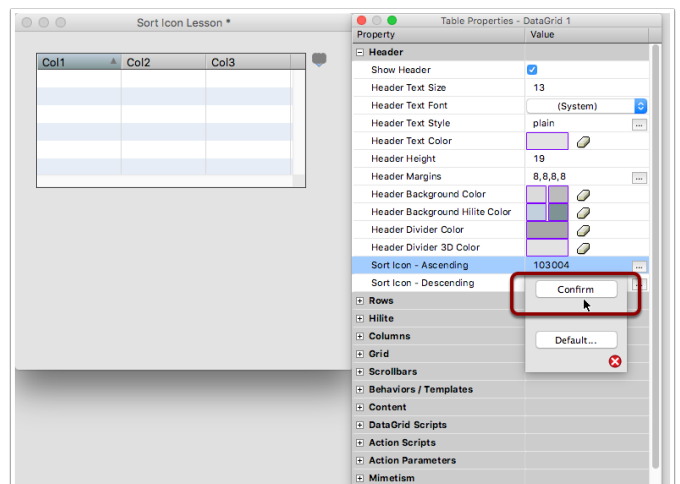 Sort Icon Lesson *
Col1 Col2 Col3
Table Properties - DataGrid 1
Property Value
Header
Show Header
Header Text Size 13
Header Text Font (System)
Header Text Style plain ...
Header Text Color
Header Height 19
Header Margins 8,8,8,8 ...
Header Background Color
Header Background Hilite Color
Header Divider Color
Header Divider 3D Color
Sort Icon - Ascending 103004 ...
Sort Icon - Descending ...
Confirm
Rows
Hilite
Columns
Default...
Grid
Scrollbars
Behaviors / Templates
Content
DataGrid Scripts
Action Scripts
Action Parameters
Mimetism